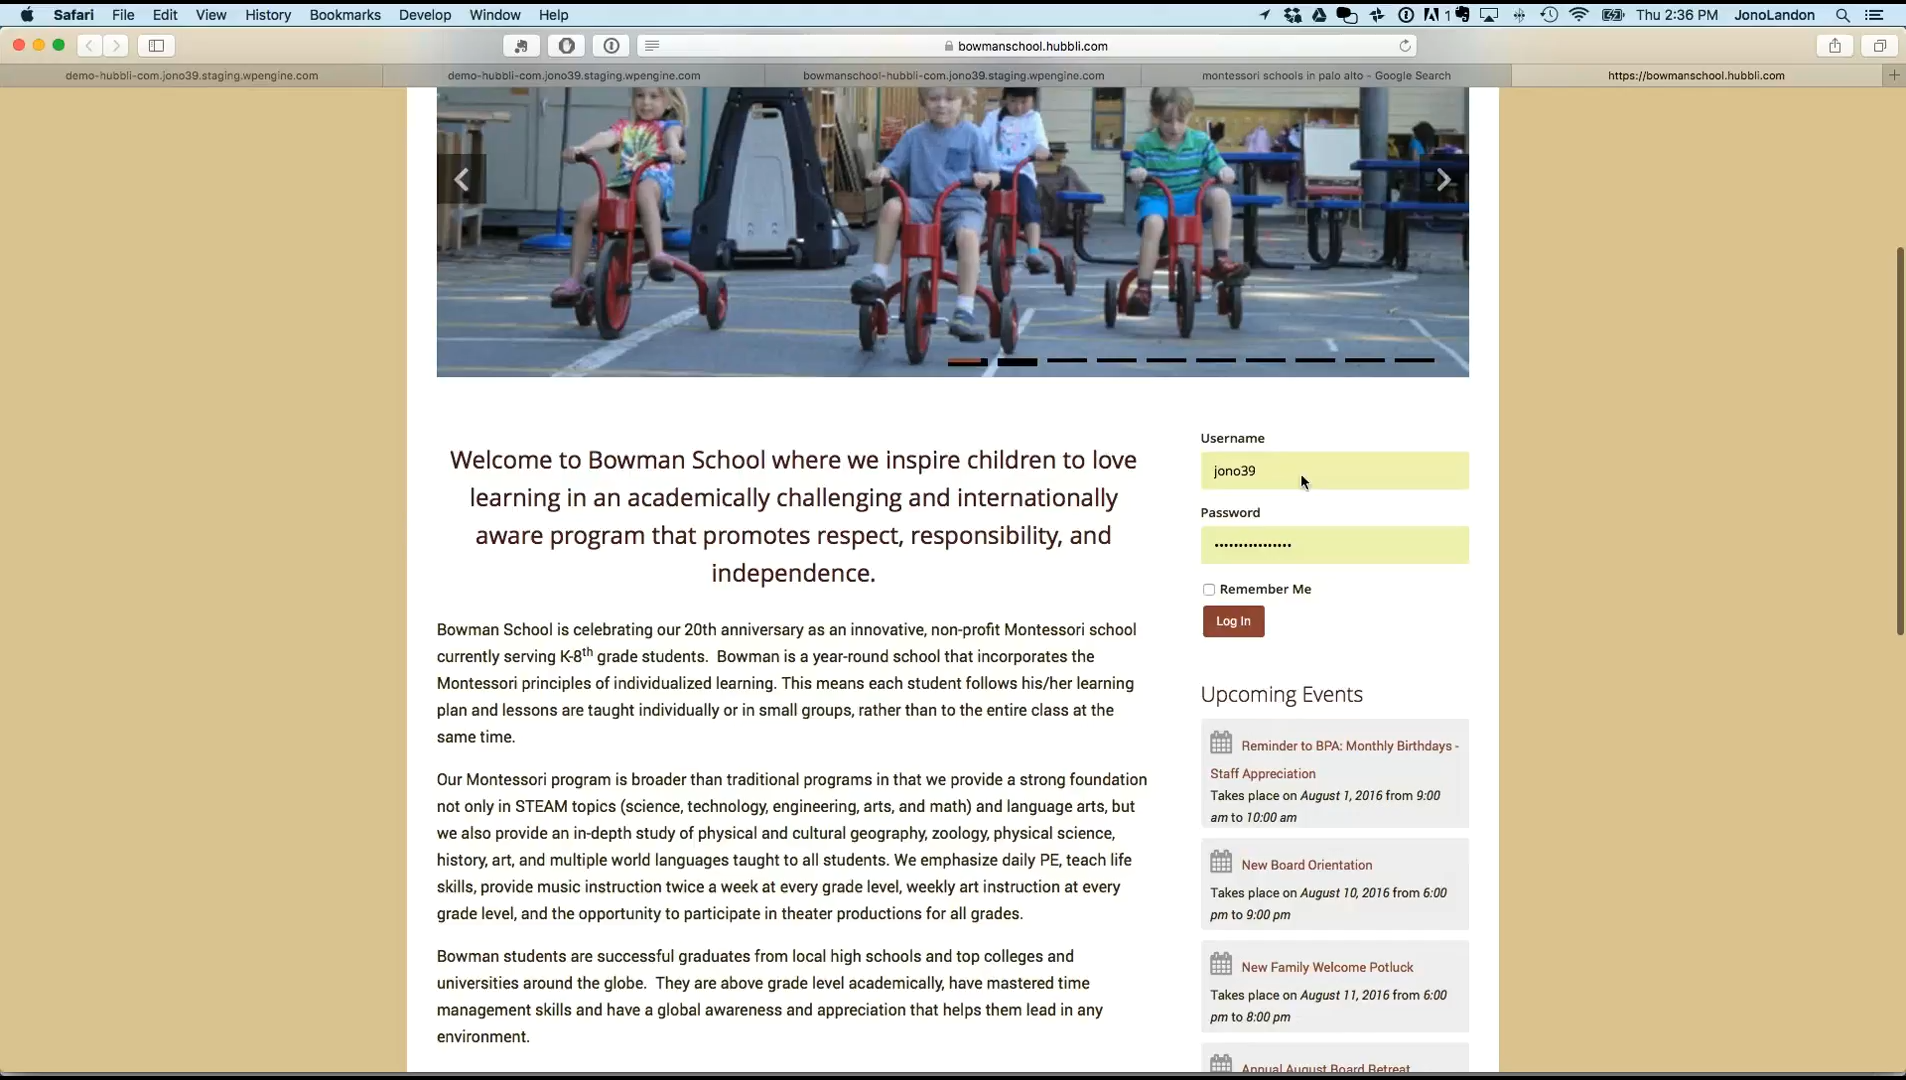 Safari File Edit View History Bookmarks Develop Window Help 1 Thu 2:36 PM JonoLandon
bowmanschool.hubbli.com
demo-hubbli-com.jono39.staging.wpengine.com demo-hubbli-com.jono39.staging.wpengine.com bowmanschool-hubbli-com.jono39.staging.wpengine.com montessori schools in palo alto - Google Search https://bowmanschool.hubbli.com
Welcome to Bowman School where we inspire children to love
learning in an academically challenging and internationally
aware program that promotes respect, responsibility, and
independence.
Bowman School is celebrating our 20th anniversary as an innovative, non-profit Montessori school
currently serving K-8th grade students. Bowman is a year-round school that incorporates the
Montessori principles of individualized learning. This means each student follows his/her learning
plan and lessons are taught individually or in small groups, rather than to the entire class at the
same time.
Our Montessori program is broader than traditional programs in that we provide a strong foundation
not only in STEAM topics (science, technology, engineering, arts, and math) and language arts, but
we also provide an in-depth study of physical and cultural geography, zoology, physical science,
history, art, and multiple world languages taught to all students. We emphasize daily PE, teach life
skills, provide music instruction twice a week at every grade level, weekly art instruction at every
grade level, and the opportunity to participate in theater productions for all grades.
Bowman students are successful graduates from local high schools and top colleges and
universities around the globe. They are above grade level academically, have mastered time
management skills and have a global awareness and appreciation that helps them lead in any
environment.
Username
jono39
Password
••••••••••••••••
Remember Me
Log In
Upcoming Events
Reminder to BPA: Monthly Birthdays -
Staff Appreciation
Takes place on August 1, 2016 from 9:00
am to 10:00 am
New Board Orientation
Takes place on August 10, 2016 from 6:00
pm to 9:00 pm
New Family Welcome Potluck
Takes place on August 11, 2016 from 6:00
pm to 8:00 pm
Annual August Board Retreat